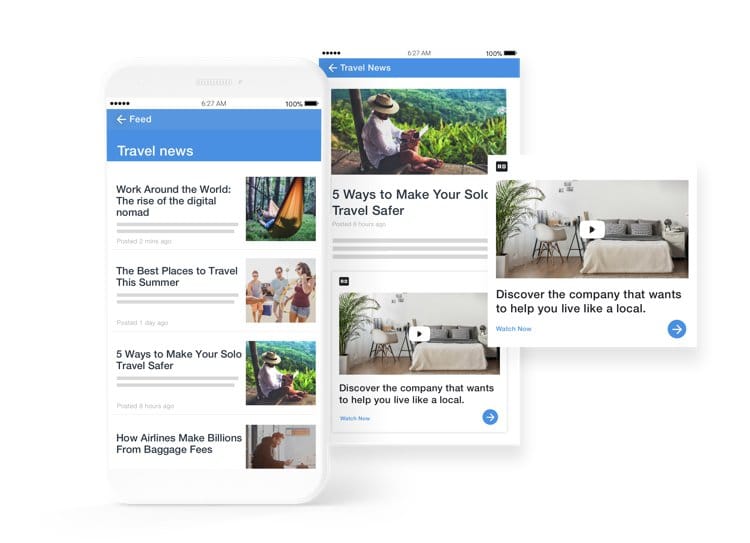 6:27 AM
100%
Feed
Travel news
Work Around the World:
The rise of the digital
nomad
Posted 2 mins ago
The Best Places to Travel
This Summer
Posted 1 day ago
5 Ways to Make Your Solo
Travel Safer
Posted 6 hours ago
How Airlines Make Billions
From Baggage Fees
6:27 AM
100%
Travel News
5 Ways to Make Your Solo
Travel Safer
Posted 6 hours ago
Discover the company that wants
to help you live like a local.
Watch Now
Discover the company that wants
to help you live like a local.
Watch Now